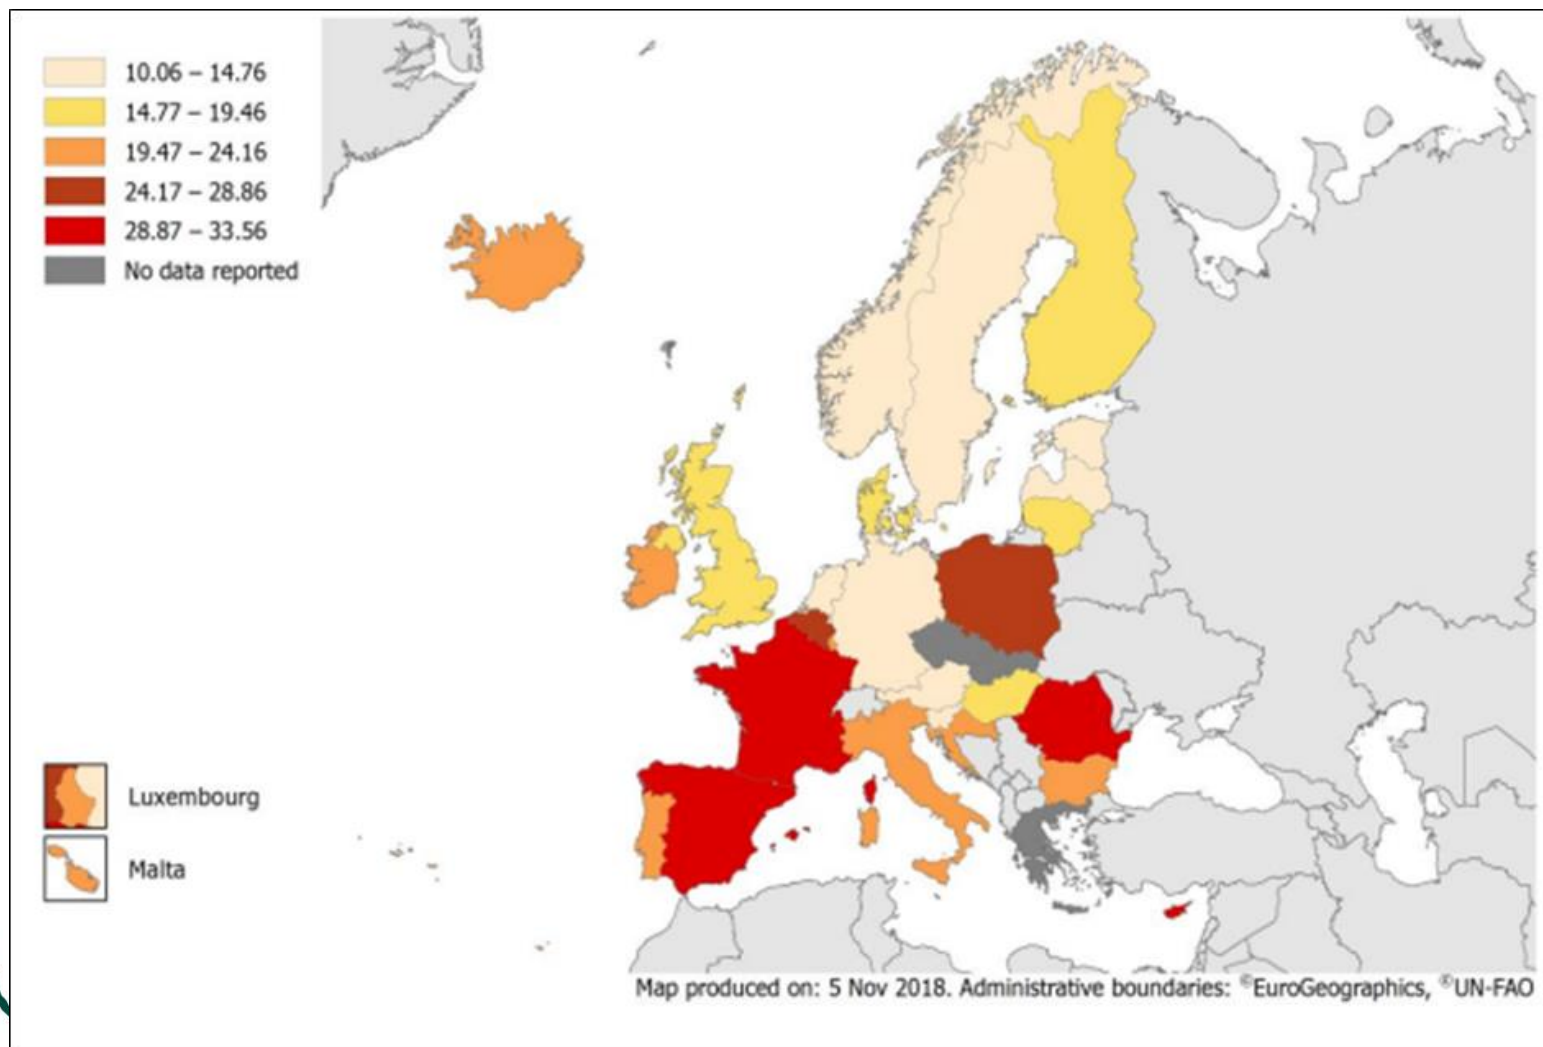 10.06 – 14.76
14.77 – 19.46
19.47 – 24.16
24.17 – 28.86
28.87 – 33.56
No data reported
Luxembourg
Malta
Map produced on: 5 Nov 2018. Administrative boundaries: ©EuroGeographics, ©UN-FAO